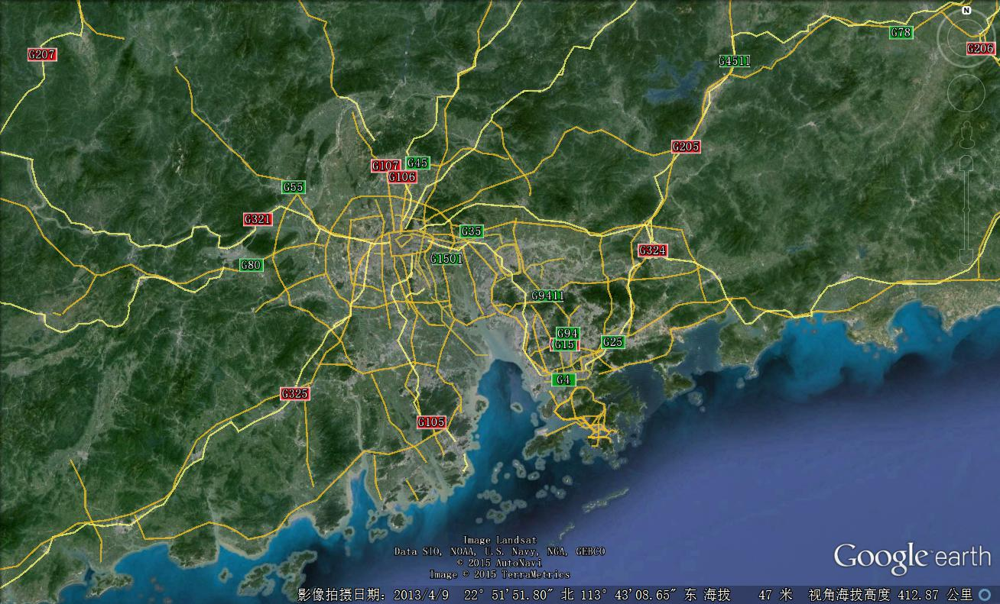 N
G78
G207
G206
G4511
G205
G107
G45
G106
G55
G321
G35
G324
G1501
G80
G9411
G94
G15
G25
G4
G325
G105
Image Landsat
Data SIO, NOAA, U.S. Navy, NGA, GEBCO
© 2015 AutoNavi
Image © 2015 TerraMetrics
Google earth
影像拍摄日期: 2013/4/9 22° 51'51.80" 北 113° 43'08.65" 东 海拔 47 米 视角海拔高度 412.87 公里